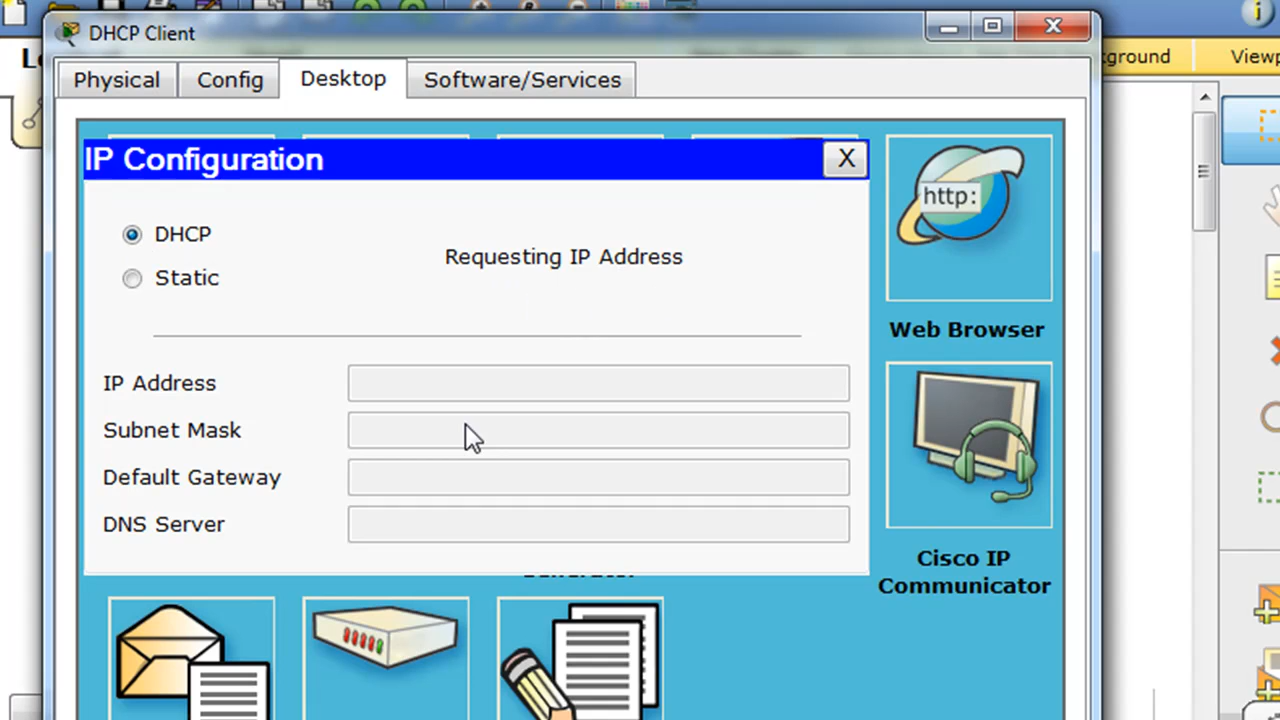 DHCP Client
Physical
Config
Desktop
Software/Services
ground
Viewp
IP Configuration
X
DHCP
Requesting IP Address
Static
http:
Web Browser
IP Address
Subnet Mask
Default Gateway
DNS Server
Cisco IP
Communicator